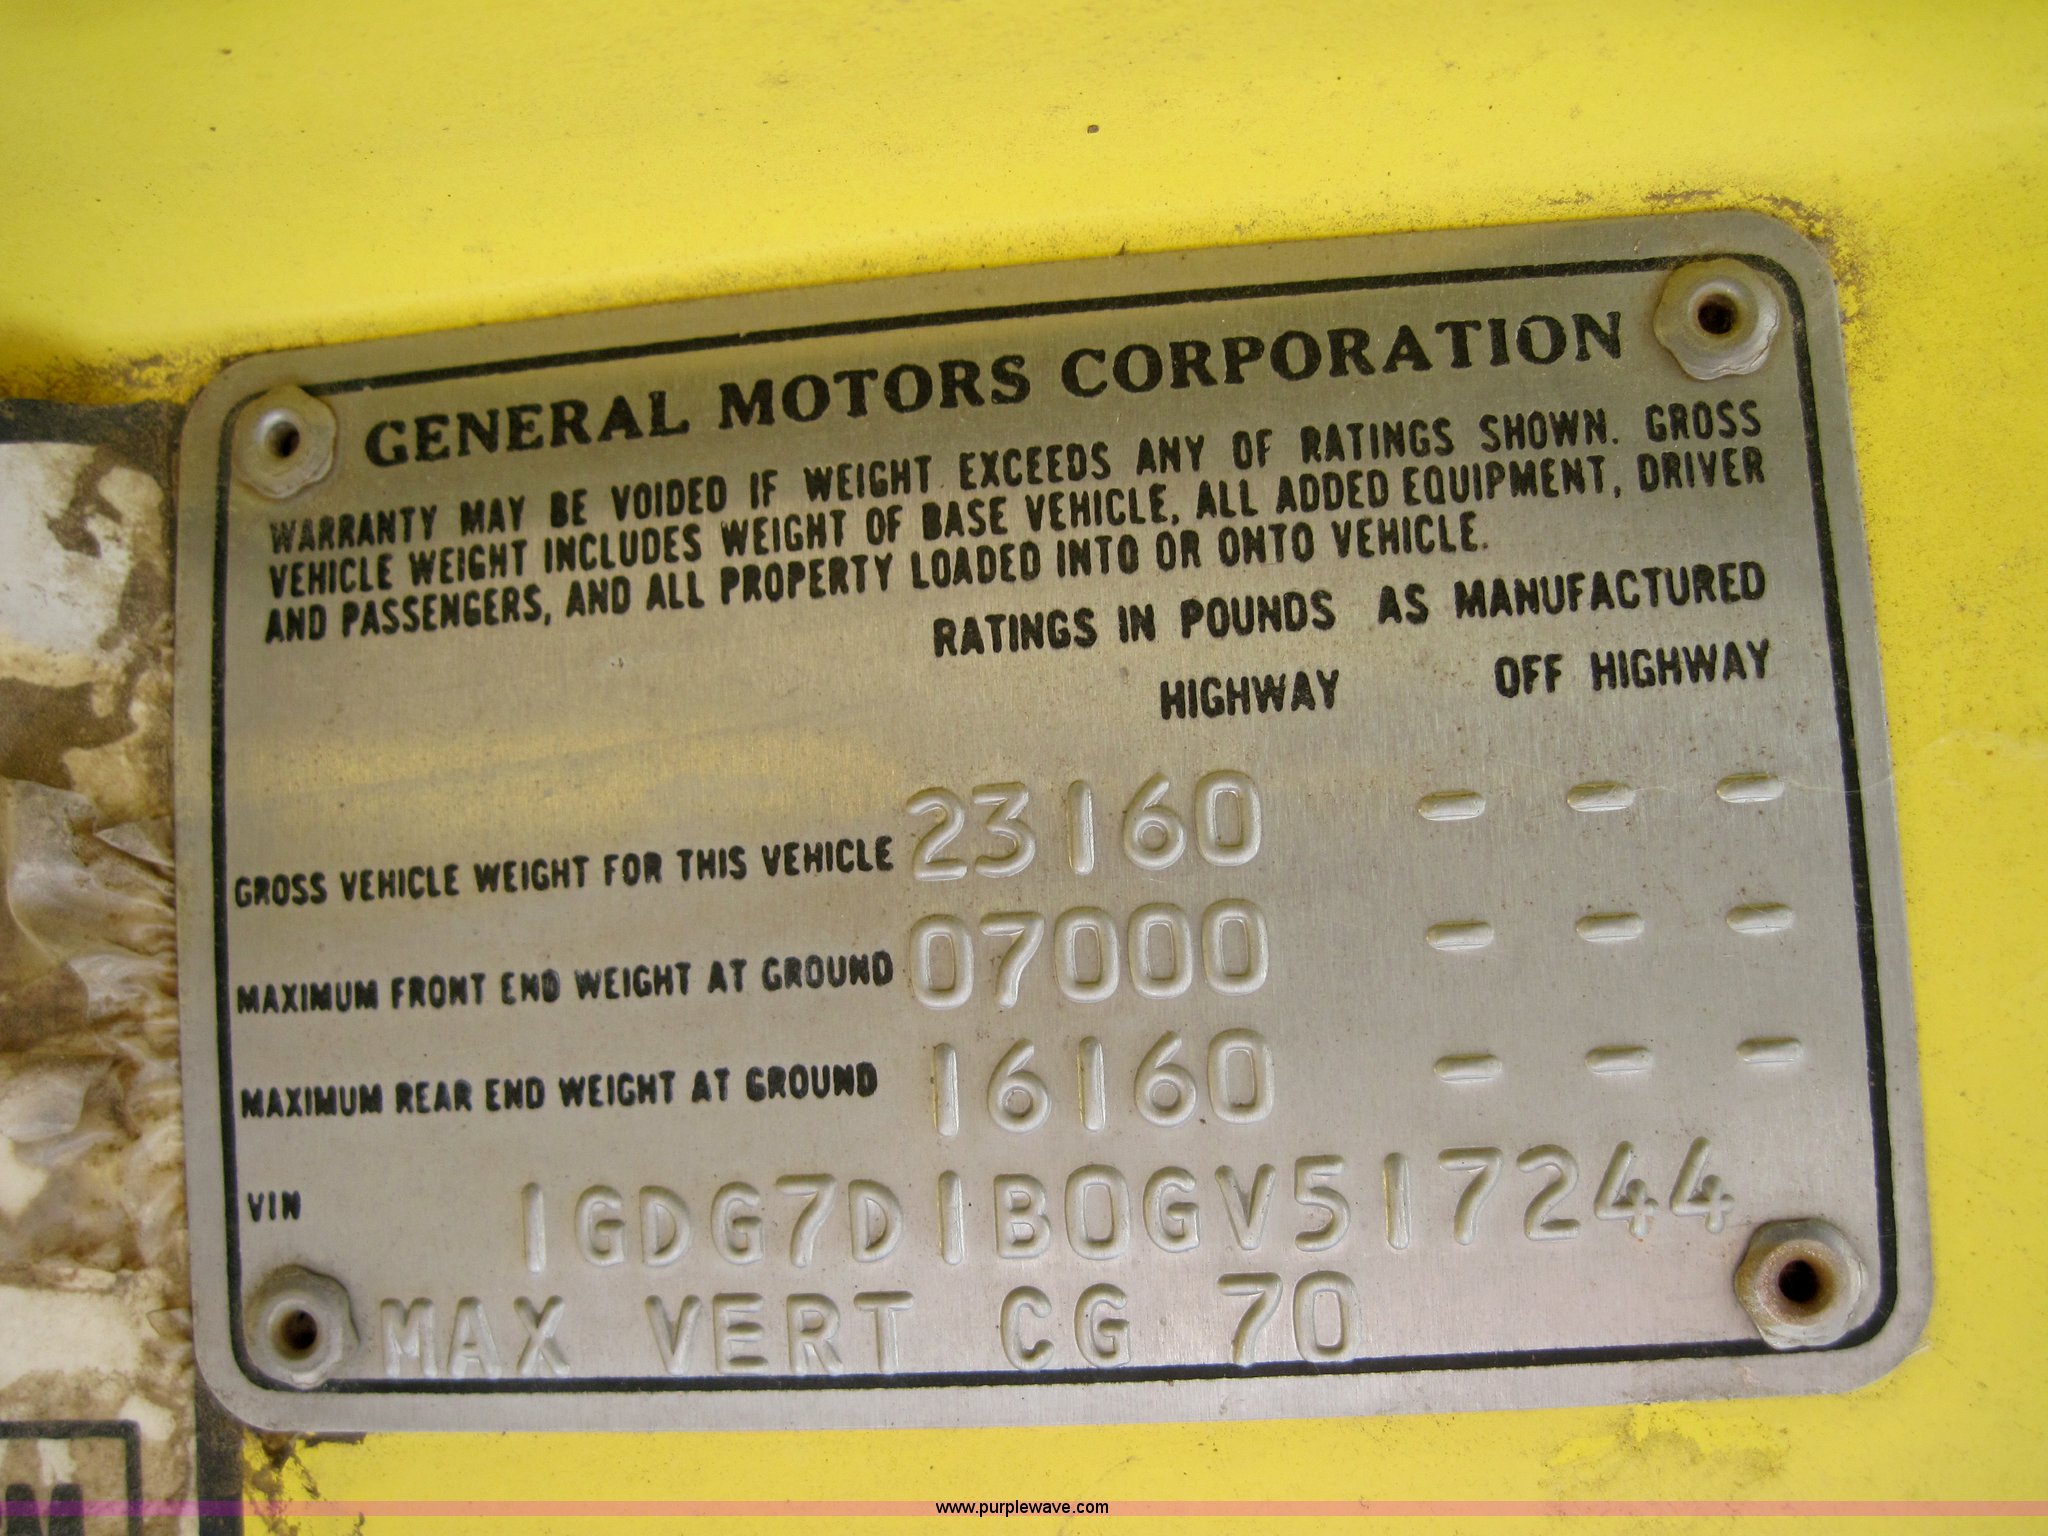 GENERAL MOTORS CORPORATION
WARRANTY MAY BE VOIDED IF WEIGHT EXCEEDS ANY OF RATINGS SHOWN. GROSS
VEHICLE WEIGHT INCLUDES WEIGHT OF BASE VEHICLE, ALL ADDED EQUIPMENT, DRIVER
AND PASSENGERS, AND ALL PROPERTY LOADED INTO OR ONTO VEHICLE.
RATINGS IN POUNDS AS MANUFACTURED
HIGHWAY OFF HIGHWAY
GROSS VEHICLE WEIGHT FOR THIS VEHICLE 23160 - - -
MAXIMUM FRONT END WEIGHT AT GROUND 07000 - - -
MAXIMUM REAR END WEIGHT AT GROUND 16160 - - -
VIN 1GDG7D1B0GV517244
MAX VERT CG 70
www.purplewave.com